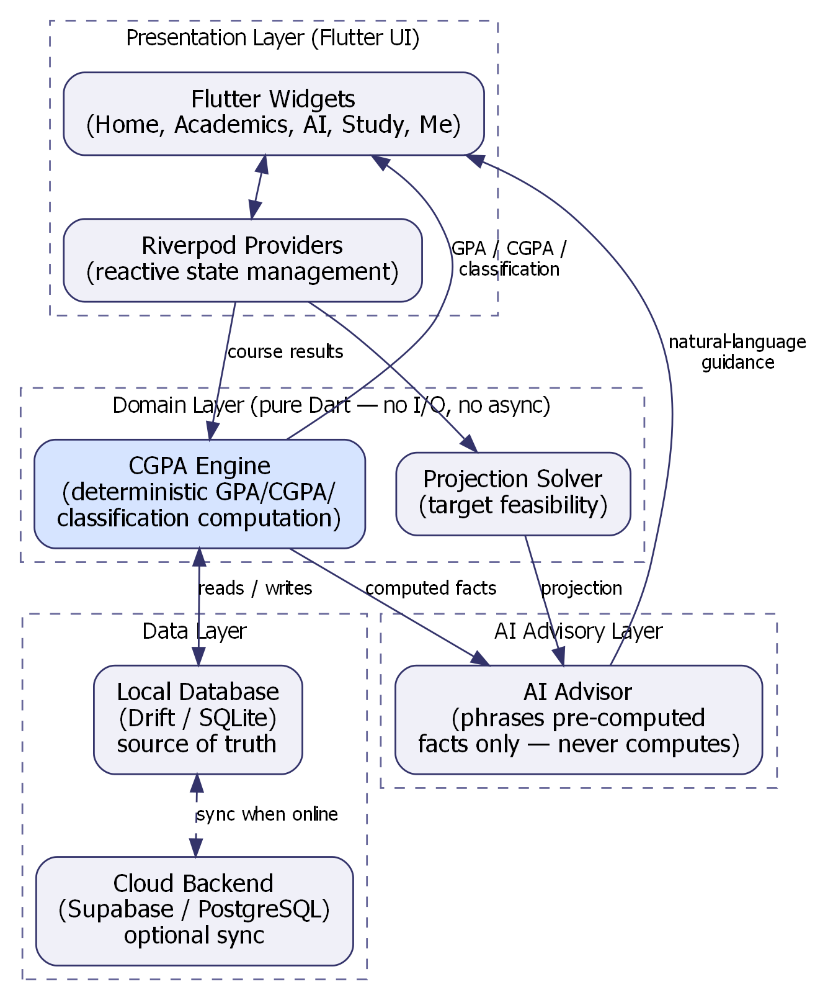 Presentation Layer (Flutter UI)
Flutter Widgets
(Home, Academics, AI, Study, Me)
Riverpod Providers
(reactive state management)
GPA / CGPA /
classification
natural-language
guidance
course results
Domain Layer (pure Dart — no I/O, no async)
CGPA Engine
(deterministic GPA/CGPA/
classification computation)
Projection Solver
(target feasibility)
reads / writes
computed facts
projection
Data Layer
AI Advisory Layer
Local Database
(Drift / SQLite)
source of truth
AI Advisor
(phrases pre-computed
facts only — never computes)
sync when online
Cloud Backend
(Supabase / PostgreSQL)
optional sync